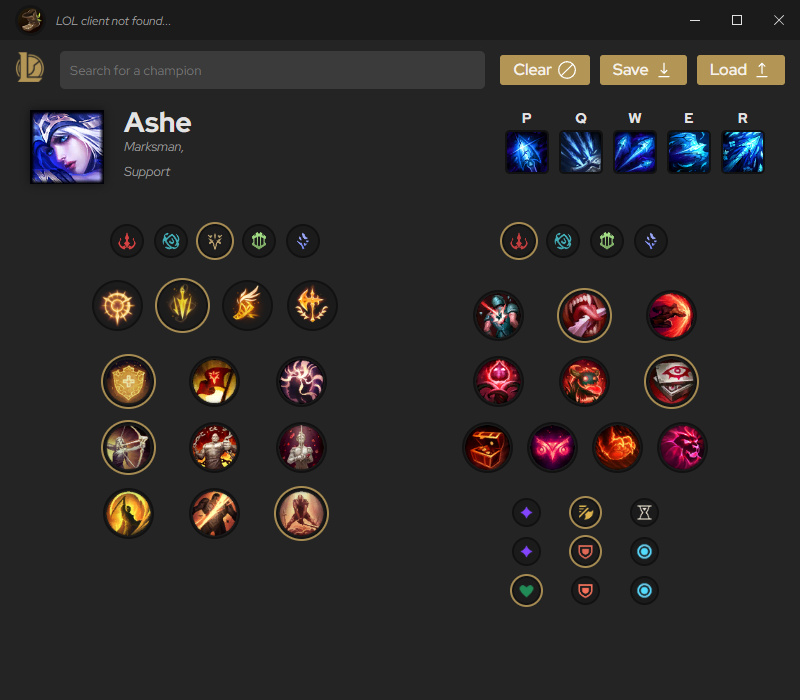 LOL client not found...
Search for a champion
Clear
Save
Load
Ashe
Marksman,
Support
P Q W E R